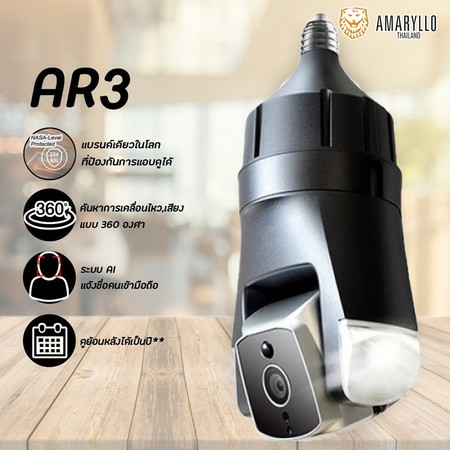 AMARYLLO
THAILAND
AR3
NASA-Level
Protected
256
BIT
แบรนด์เดียวในโลก
ที่ป้องกันการแอบดูได้
360°
ค้นหาการเคลื่อนไหว,เสียง
แบบ 360 องศา
ระบบ AI
แจ้งชื่อคนเข้ามือถือ
ดูย้อนหลังได้เป็นปี**